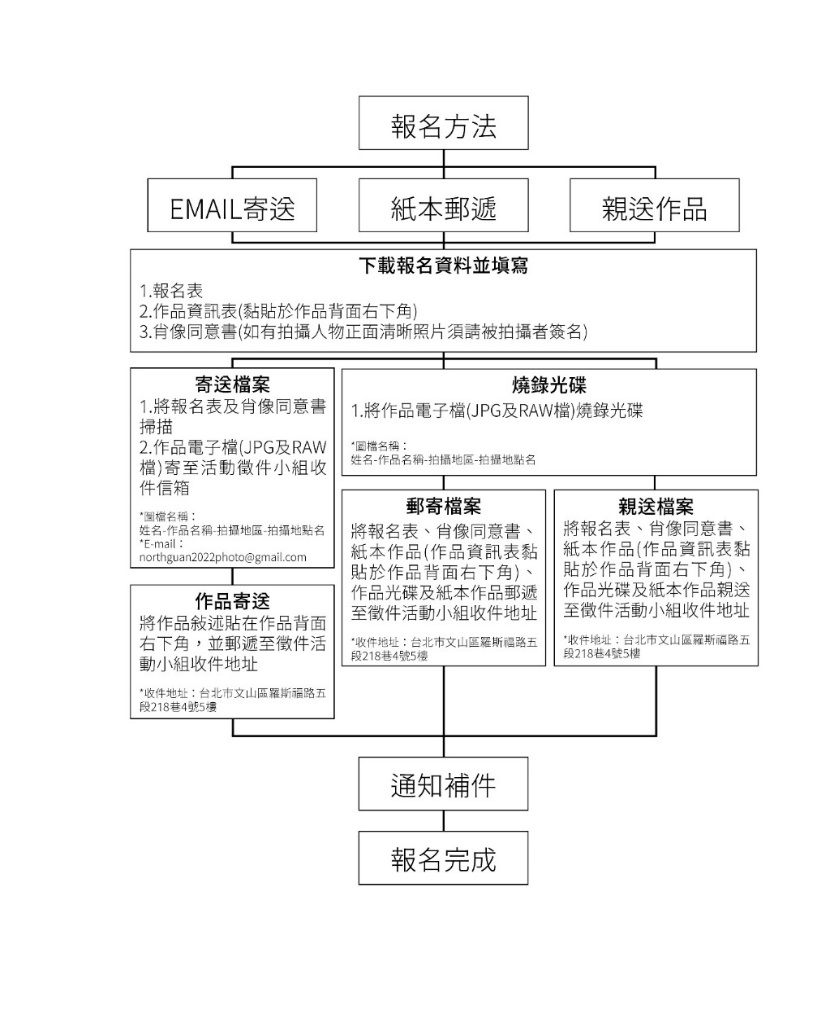 報名方法
EMAIL寄送
紙本郵遞
親送作品
下載報名資料並填寫
1.報名表
2.作品資訊表(黏貼於作品背面右下角)
3.肖像同意書(如有拍攝人物正面清晰照片須請被拍攝者簽名)
寄送檔案
1.將報名表及肖像同意書
掃描
2.作品電子檔(JPG及RAW
檔)寄至活動徵件小組收
件信箱
*圖檔名稱：
姓名-作品名稱-拍攝地區-拍攝地點名
*E-mail：
northguan2022photo@gmail.com
燒錄光碟
1.將作品電子檔(JPG及RAW檔)燒錄光碟
*圖檔名稱：
姓名-作品名稱-拍攝地區-拍攝地點名
作品寄送
將作品敍述貼在作品背面
右下角，並郵遞至徵件活
動小組收件地址
*收件地址：台北市文山區羅斯福路五
段218巷4號5樓
郵寄檔案
將報名表、肖像同意書、
紙本作品(作品資訊表黏
貼於作品背面右下角)、
作品光碟及紙本作品郵遞
至徵件活動小組收件地址
*收件地址：台北市文山區羅斯福路五
段218巷4號5樓
親送檔案
將報名表、肖像同意書、
紙本作品(作品資訊表黏
貼於作品背面右下角)、
作品光碟及紙本作品親送
至徵件活動小組收件地址
*收件地址：台北市文山區羅斯福路五
段218巷4號5樓
通知補件
報名完成